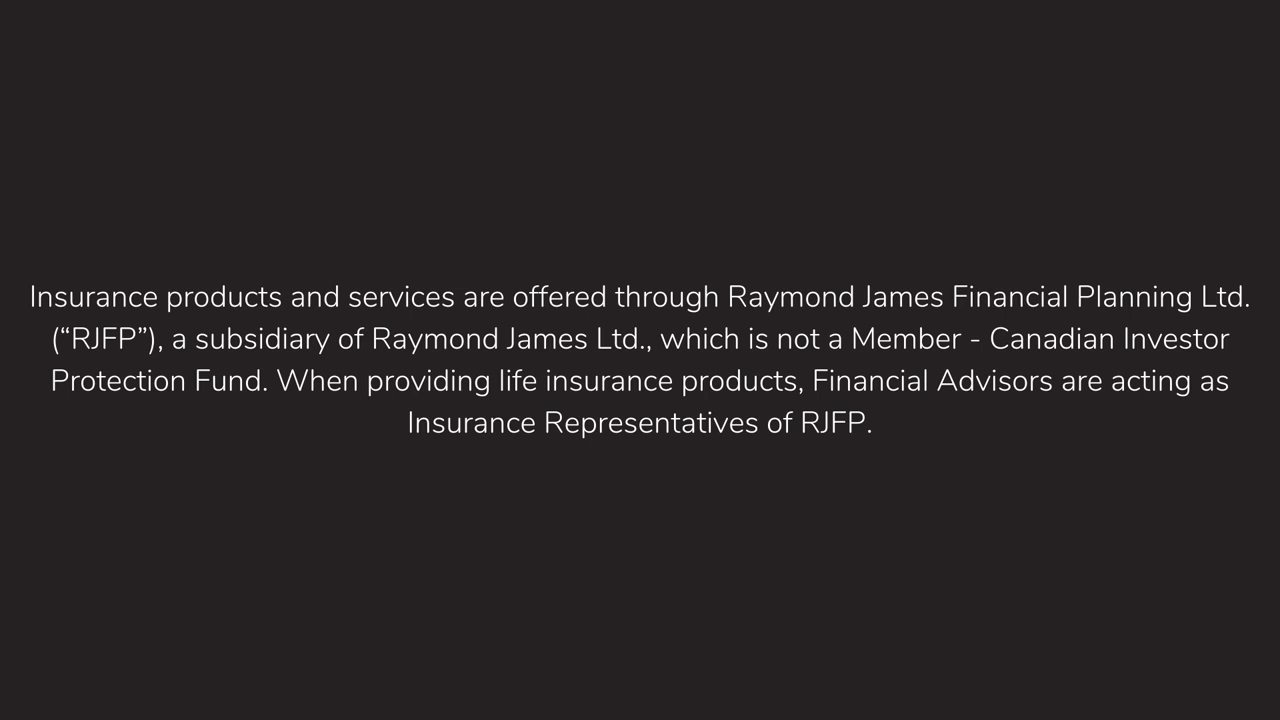 Insurance products and services are offered through Raymond James Financial Planning Ltd.
(“RJFP”), a subsidiary of Raymond James Ltd., which is not a Member - Canadian Investor
Protection Fund. When providing life insurance products, Financial Advisors are acting as
Insurance Representatives of RJFP.